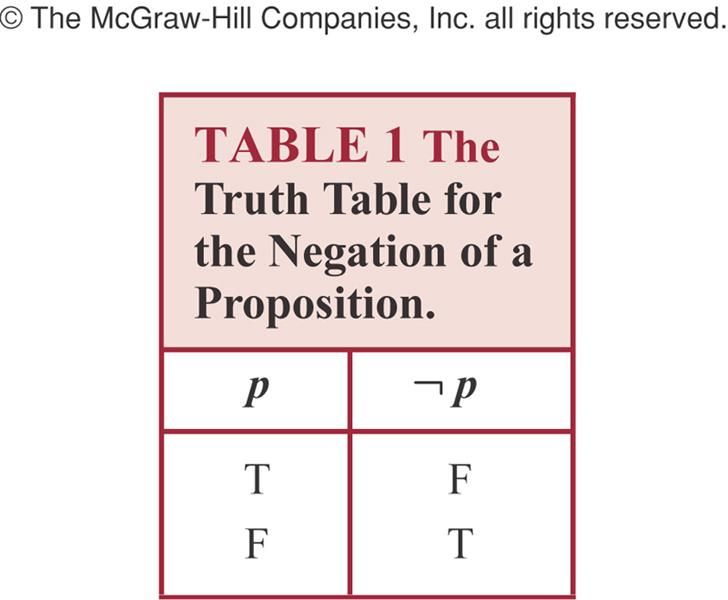 © The McGraw-Hill Companies, Inc. all rights reserved.
TABLE 1 The
Truth Table for
the Negation of a
Proposition.
p ¬ p
T F
F T